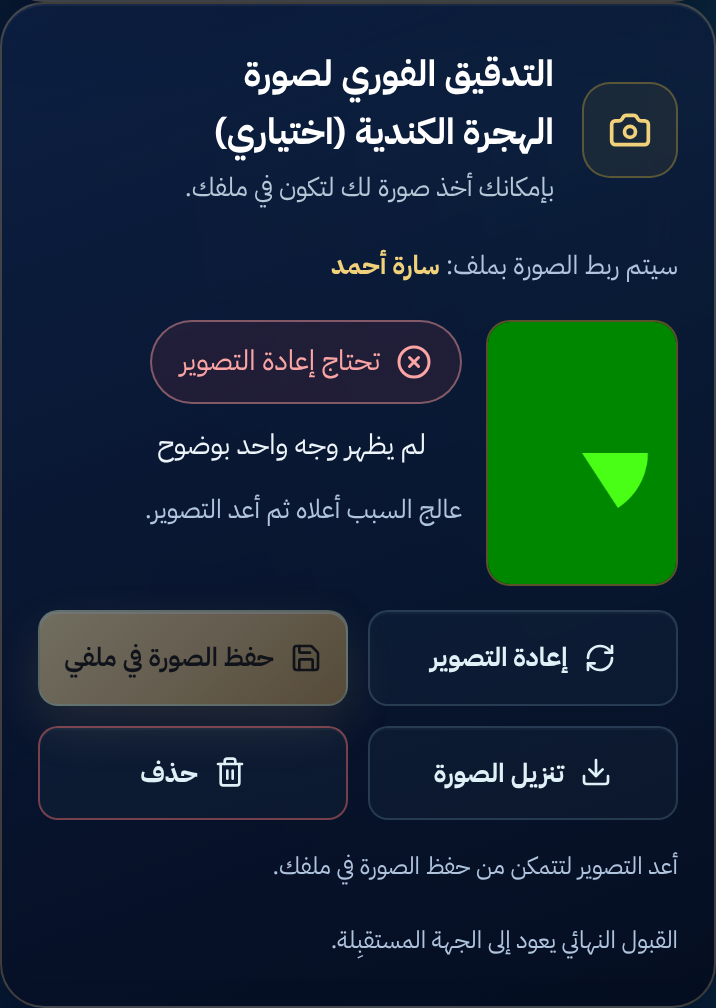 التدقيق الفوري لصورة
الهجرة الكندية (اختياري)
بإمكانك أخذ صورة لك لتكون في ملفك.
سيتم ربط الصورة بملف: سارة أحمد
تحتاج إعادة التصوير
لم يظهر وجه واحد بوضوح
عالج السبب أعلاه ثم أعد التصوير.
إعادة التصوير
حفظ الصورة في ملفي
تنزيل الصورة
حذف
أعد التصوير لتتمكن من حفظ الصورة في ملفك.
القبول النهائي يعود إلى الجهة المستقبِلة.